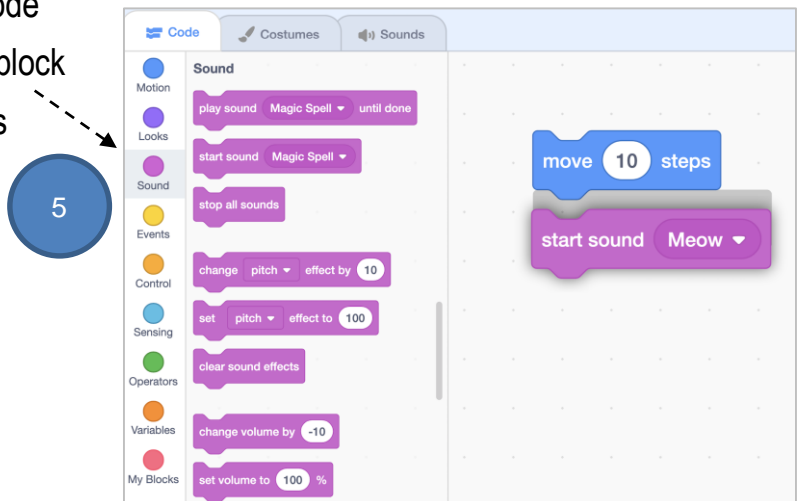 ode
block
s
5
Code
Costumes
Sounds
Motion
Looks
Sound
Events
Control
Sensing
Operators
Variables
My Blocks
Sound
play sound Magic Spell until done
start sound Magic Spell
stop all sounds
change pitch effect by 10
set pitch effect to 100
clear sound effects
change volume by -10
set volume to 100 %
move 10 steps
start sound Meow